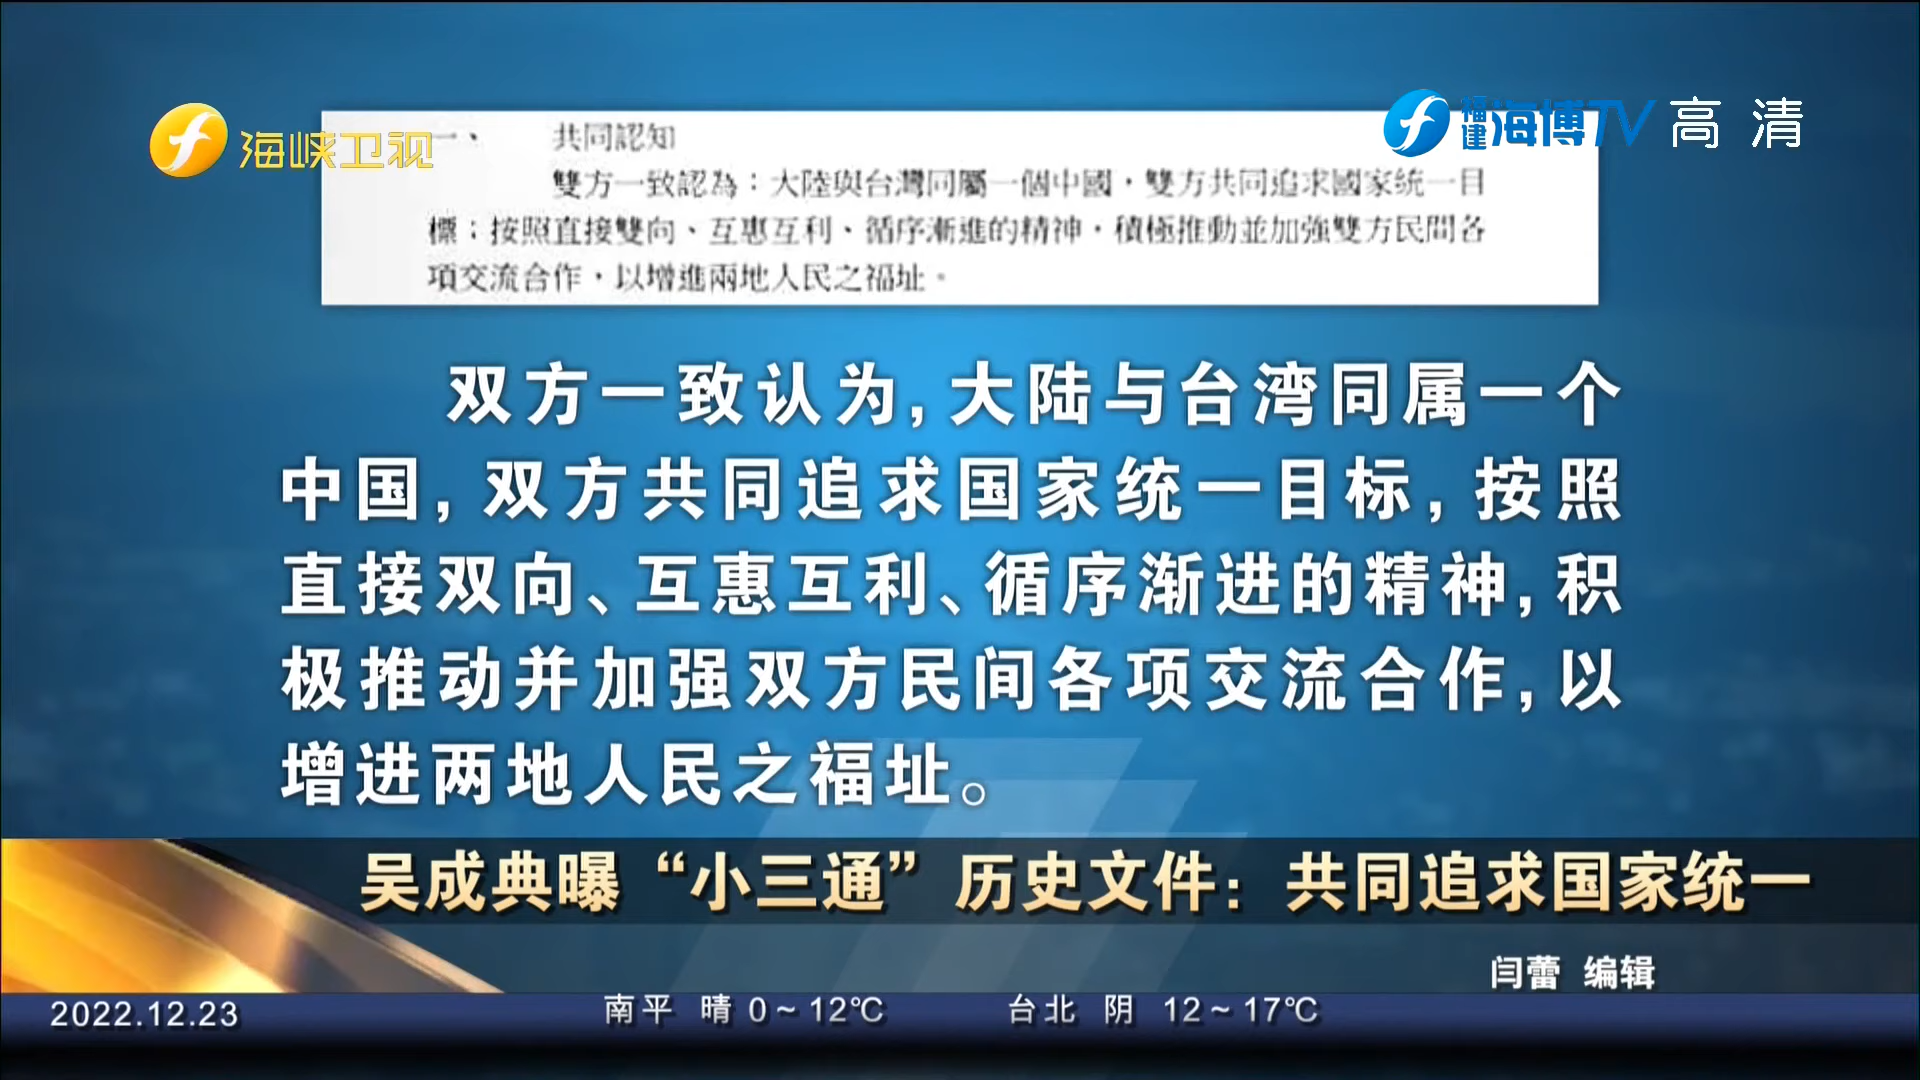 海峡卫视
福建海博TV 高清
一、 共同認知
雙方一致認為：大陸與台灣同屬一個中國，雙方共同追求國家統一目
標；按照直接雙向、互惠互利、循序漸進的精神，積極推動並加強雙方民間各
項交流合作，以增進兩地人民之福址。
双方一致认为，大陆与台湾同属一个
中国，双方共同追求国家统一目标，按照
直接双向、互惠互利、循序渐进的精神，积
极推动并加强双方民间各项交流合作，以
增进两地人民之福址。
吴成典曝“小三通”历史文件：共同追求国家统一
闫蕾 编辑
2022.12.23 南平 晴 0～12℃ 台北 阴 12～17℃